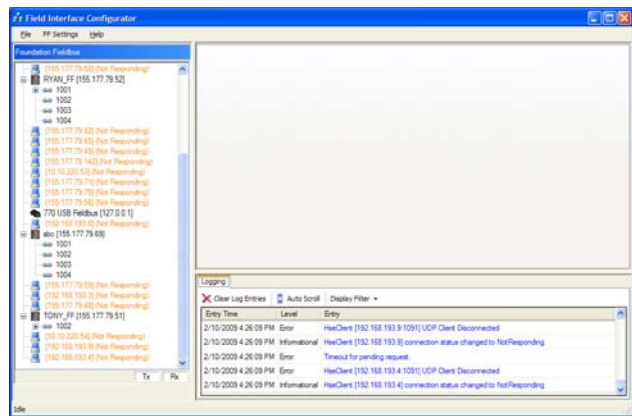 Field Interface Configurator
File FF Settings Help
Foundation Fieldbus
[155.177.79.50] (Not Responding)
RYAN_FF [155.177.79.52]
1001
1002
1003
1004
[155.177.79.82] (Not Responding)
[155.177.79.65] (Not Responding)
[155.177.79.49] (Not Responding)
[155.177.78.142] (Not Responding)
[10.10.220.53] (Not Responding)
[155.177.79.71] (Not Responding)
[155.177.79.75] (Not Responding)
[155.177.79.56] (Not Responding)
770 USB Fieldbus [127.0.0.1]
[192.168.193.6] (Not Responding)
abc [155.177.79.69]
1001
1002
1003
1004
[155.177.79.59] (Not Responding)
[192.168.193.3] (Not Responding)
[155.177.79.48] (Not Responding)
TONY_FF [155.177.79.51]
1002
[10.10.220.54] (Not Responding)
[192.168.193.9] (Not Responding)
[192.168.193.4] (Not Responding)
Tx Rx
Logging
Clear Log Entries Auto Scroll Display Filter
Entry Time Level Entry
2/10/2009 4:26:09 PM Error HseClient [192.168.193.9:1091] UDP Client Disconnected
2/10/2009 4:26:09 PM Informational HseClient [192.168.193.9] connection status changed to NotResponding
2/10/2009 4:26:09 PM Error Timeout for pending request.
2/10/2009 4:26:09 PM Error HseClient [192.168.193.4:1091] UDP Client Disconnected
2/10/2009 4:26:09 PM Informational HseClient [192.168.193.4] connection status changed to NotResponding
Idle